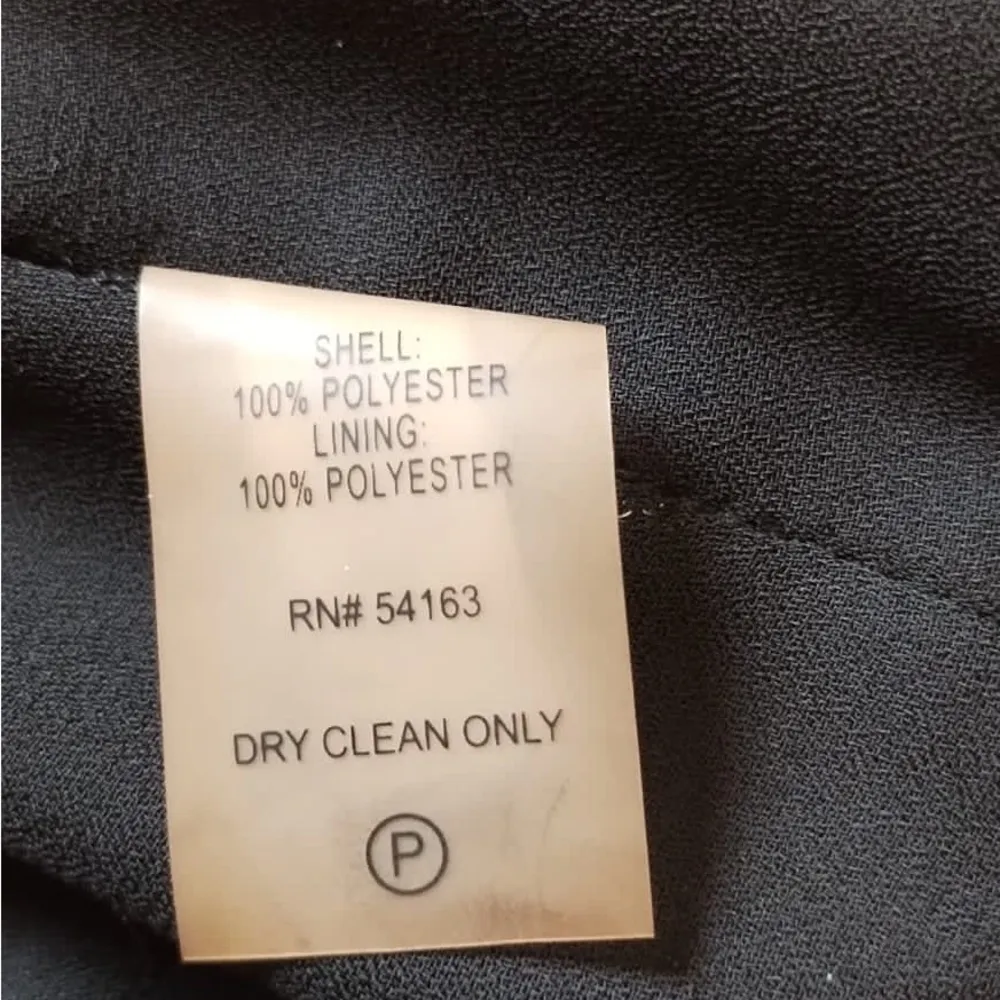 SHELL:
100% POLYESTER
LINING:
100% POLYESTER
RN# 54163
DRY CLEAN ONLY
P